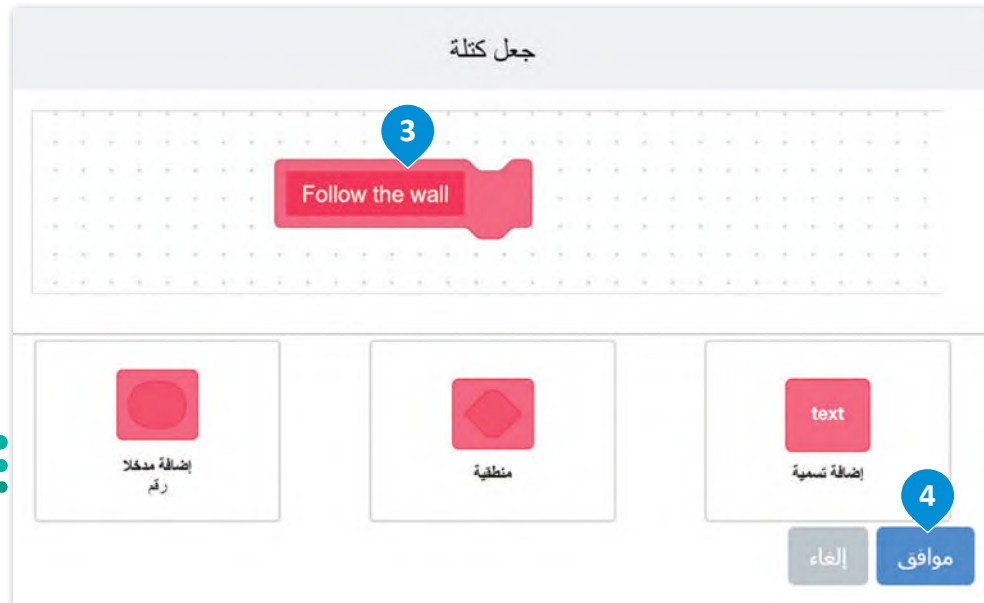 جعل كتلة
3
Follow the wall
text
إضافة تسمية
منطقية
إضافة مدخلا
رقم
4
موافق
إلغاء